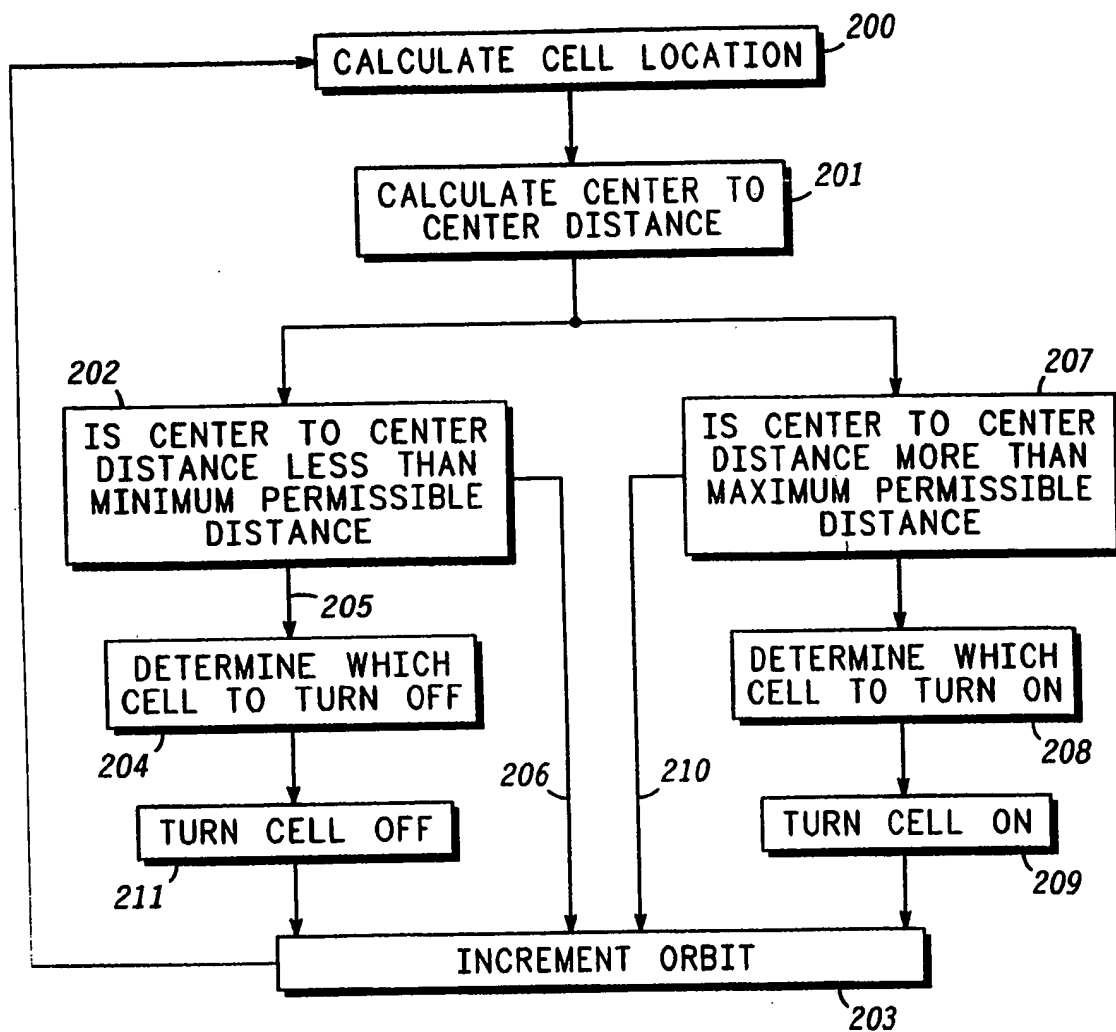 200
CALCULATE CELL LOCATION
201
CALCULATE CENTER TO
CENTER DISTANCE
202
IS CENTER TO CENTER
DISTANCE LESS THAN
MINIMUM PERMISSIBLE
DISTANCE
207
IS CENTER TO CENTER
DISTANCE MORE THAN
MAXIMUM PERMISSIBLE
DISTANCE
205
DETERMINE WHICH
CELL TO TURN OFF
204
DETERMINE WHICH
CELL TO TURN ON
208
206
210
TURN CELL OFF
211
TURN CELL ON
209
INCREMENT ORBIT
203